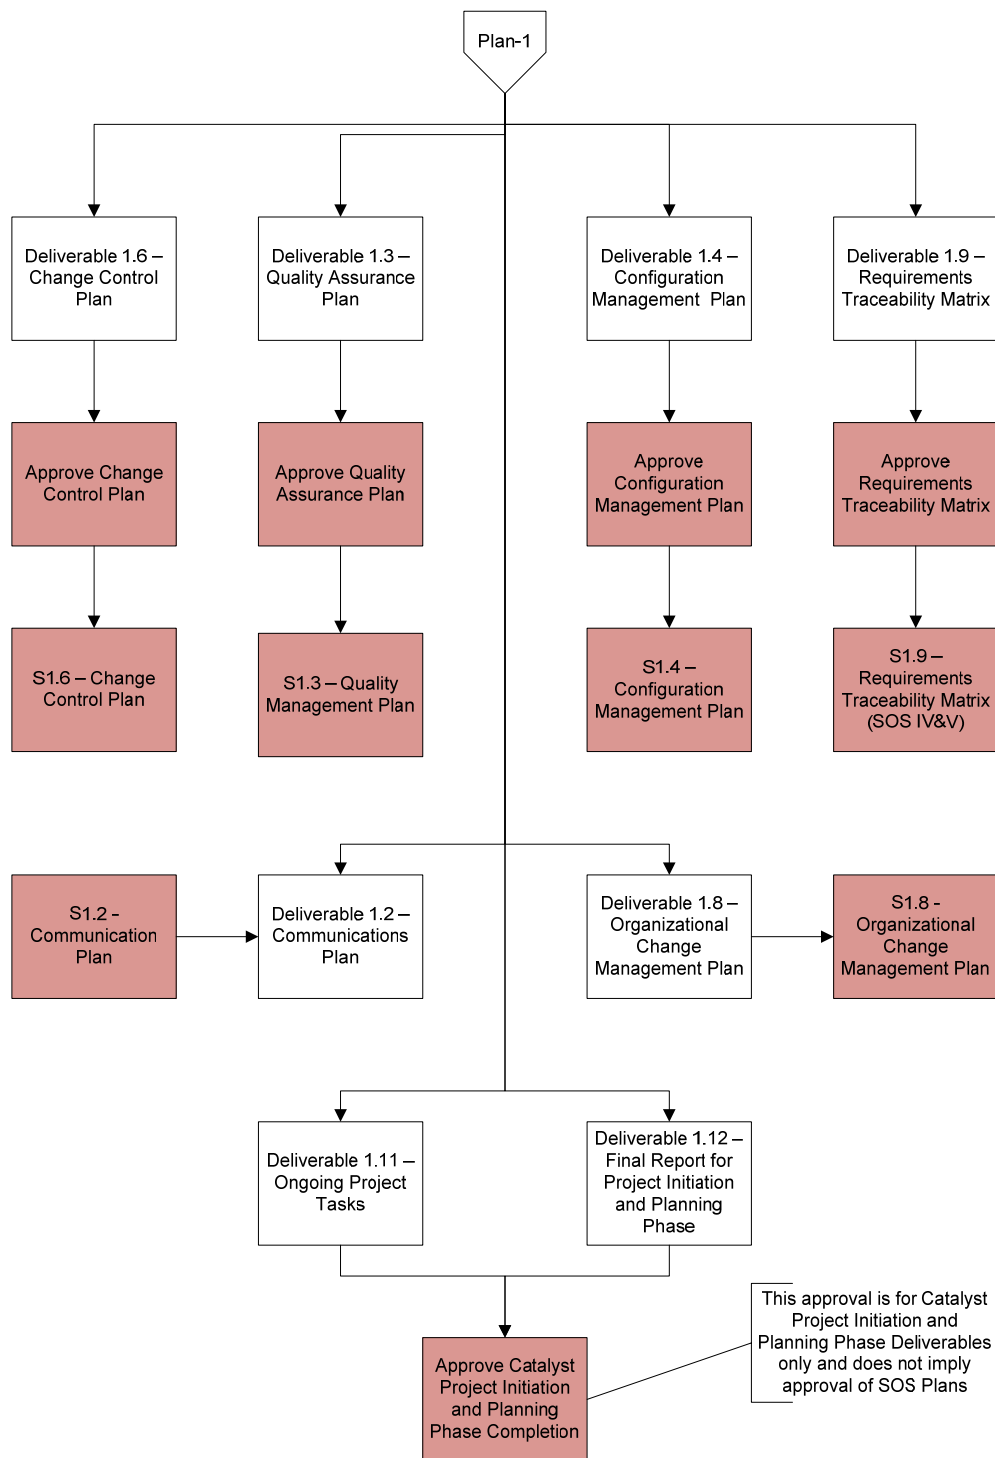 Plan-1
Deliverable 1.6 –
Change Control
Plan
Deliverable 1.3 –
Quality Assurance
Plan
Deliverable 1.4 –
Configuration
Management Plan
Deliverable 1.9 –
Requirements
Traceability Matrix
Approve Change
Control Plan
Approve Quality
Assurance Plan
Approve
Configuration
Management Plan
Approve
Requirements
Traceability Matrix
S1.6 – Change
Control Plan
S1.3 – Quality
Management Plan
S1.4 –
Configuration
Management Plan
S1.9 –
Requirements
Traceability Matrix
(SOS IV&V)
S1.2 -
Communication
Plan
Deliverable 1.2 –
Communications
Plan
Deliverable 1.8 –
Organizational
Change
Management Plan
S1.8 -
Organizational
Change
Management Plan
Deliverable 1.11 –
Ongoing Project
Tasks
Deliverable 1.12 –
Final Report for
Project Initiation
and Planning
Phase
This approval is for Catalyst
Project Initiation and
Planning Phase Deliverables
only and does not imply
approval of SOS Plans
Approve Catalyst
Project Initiation
and Planning
Phase Completion